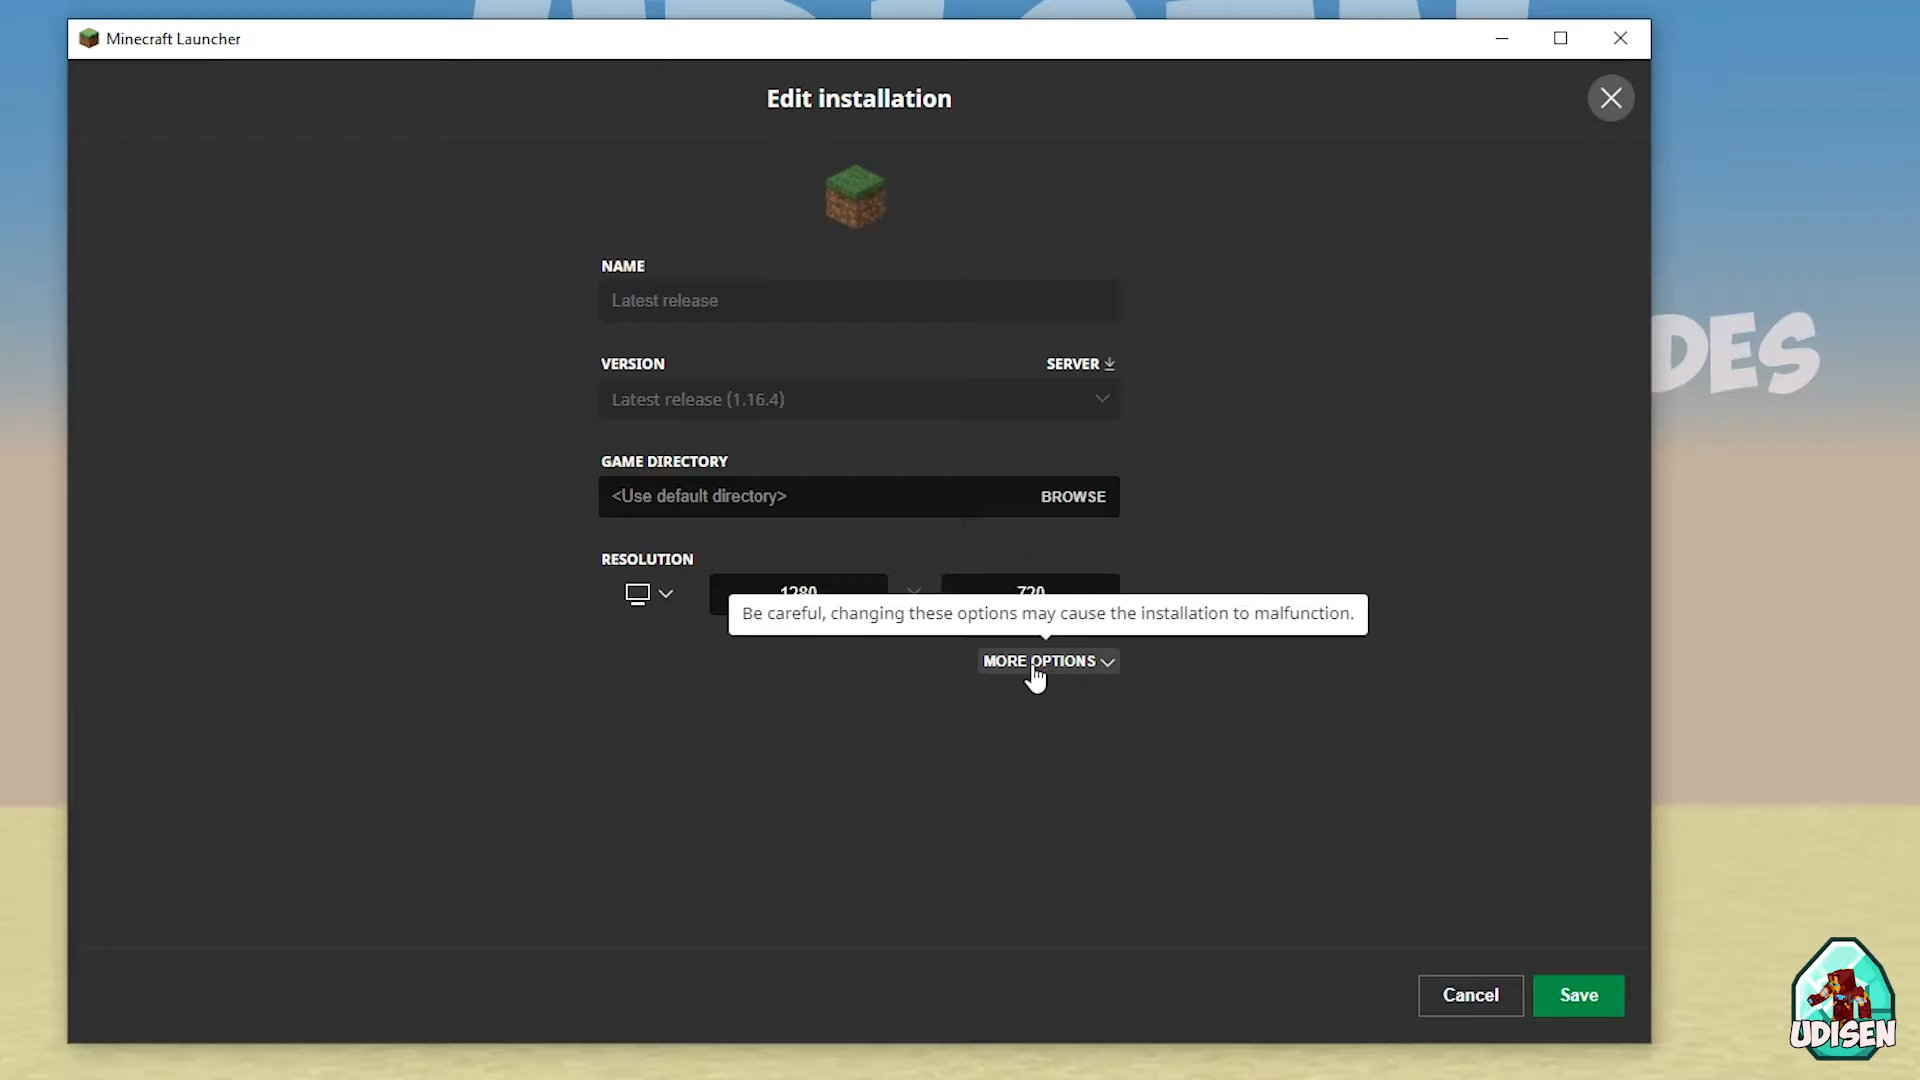 Minecraft Launcher
Edit installation
NAME
Latest release
VERSION
SERVER
Latest release (1.16.4)
DES
GAME DIRECTORY
<Use default directory>
BROWSE
RESOLUTION
1280
720
Be careful, changing these options may cause the installation to malfunction.
MORE OPTIONS
Cancel
Save
UDISEN